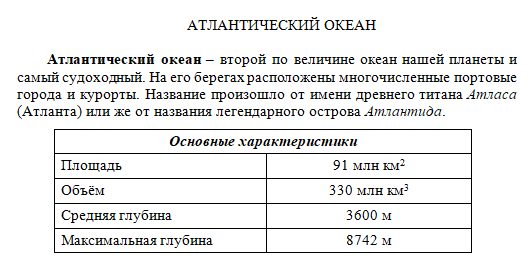 АТЛАНТИЧЕСКИЙ ОКЕАН
Атлантический океан – второй по величине океан нашей планеты и
самый судоходный. На его берегах расположены многочисленные портовые
города и курорты. Название произошло от имени древнего титана Атласа
(Атланта) или же от названия легендарного острова Атлантида.
Основные характеристики
Площадь 91 млн км²
Объём 330 млн км³
Средняя глубина 3600 м
Максимальная глубина 8742 м